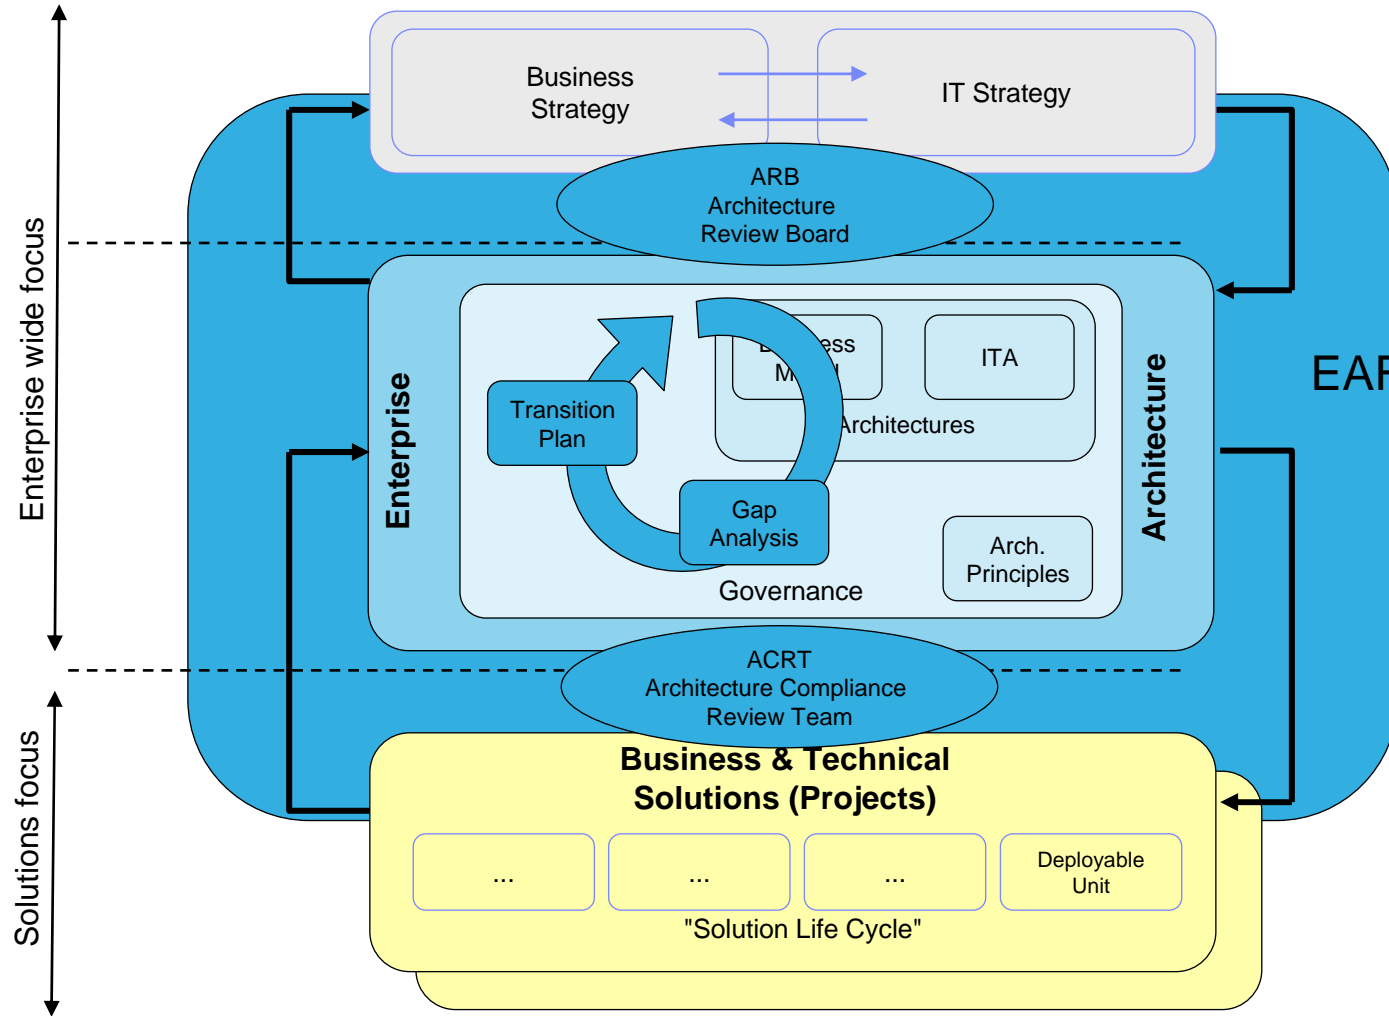 Business
Strategy
IT Strategy
ARB
Architecture
Review Board
Enterprise wide focus
Enterprise
Architecture
ITA
Architectures
Transition
Plan
Gap
Analysis
Arch.
Principles
Governance
ACRT
Architecture Compliance
Review Team
Solutions focus
Business & Technical
Solutions (Projects)
...
...
...
Deployable
Unit
"Solution Life Cycle"